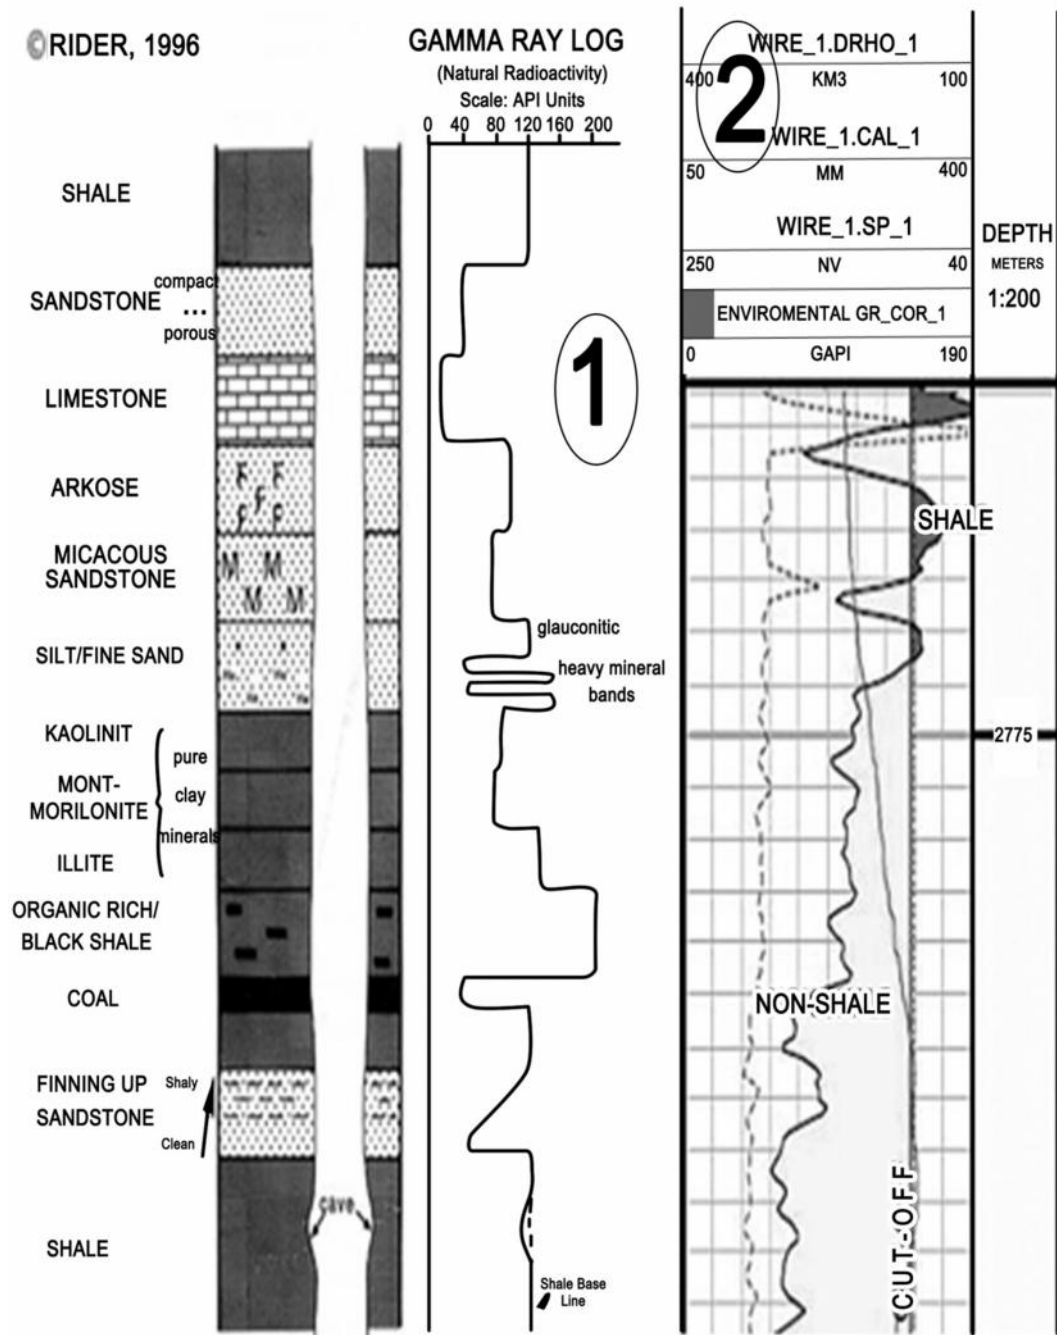 ©RIDER, 1996
GAMMA RAY LOG
(Natural Radioactivity)
Scale: API Units
0 40 80 120 160 200
SHALE
SANDSTONE
compact
...
porous
LIMESTONE
1
ARKOSE
F F
F
F F
MICACOUS
SANDSTONE
M M
M M
SILT/FINE SAND
glauconitic
heavy mineral
bands
KAOLINIT
MONT-
MORILONITE
ILLITE
pure
clay
minerals
ORGANIC RICH/
BLACK SHALE
COAL
FINNING UP
SANDSTONE
Shaly
Clean
SHALE
cave
Shale Base
Line
2
WIRE_1.DRHO_1
400 KM3 100
WIRE_1.CAL_1
50 MM 400
WIRE_1.SP_1
250 NV 40
ENVIROMENTAL GR_COR_1
0 GAPI 190
DEPTH
METERS
1:200
SHALE
2775
NON-SHALE
CUT-OFF